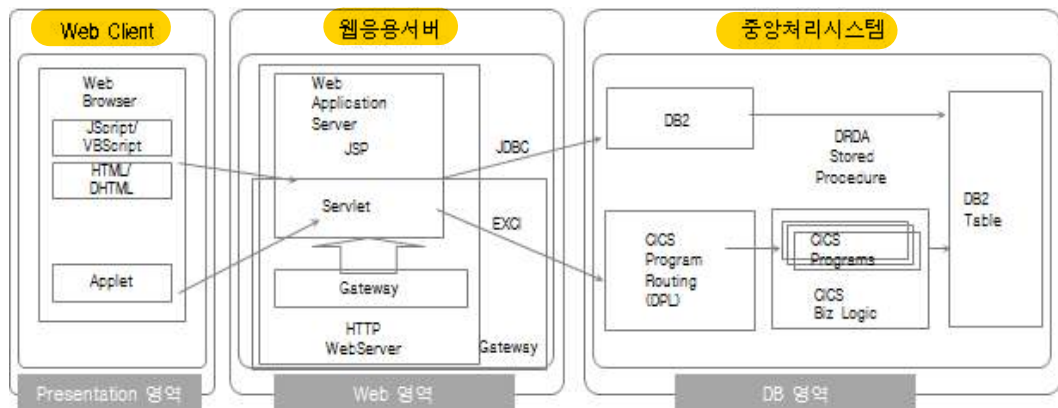 Web Client
웹응용서버
중앙처리시스템
Web
Browser
JScript/
VBScript
HTML/
DHTML
Applet
Web
Application
Server
JSP
Servlet
Gateway
HTTP
WebServer
Gateway
JDBC
EXCI
DB2
DRDA
Stored
Procedure
CICS
Program
Routing
(DPL)
CICS
Programs
CICS
Biz Logic
DB2
Table
Presentation 영역
Web 영역
DB 영역